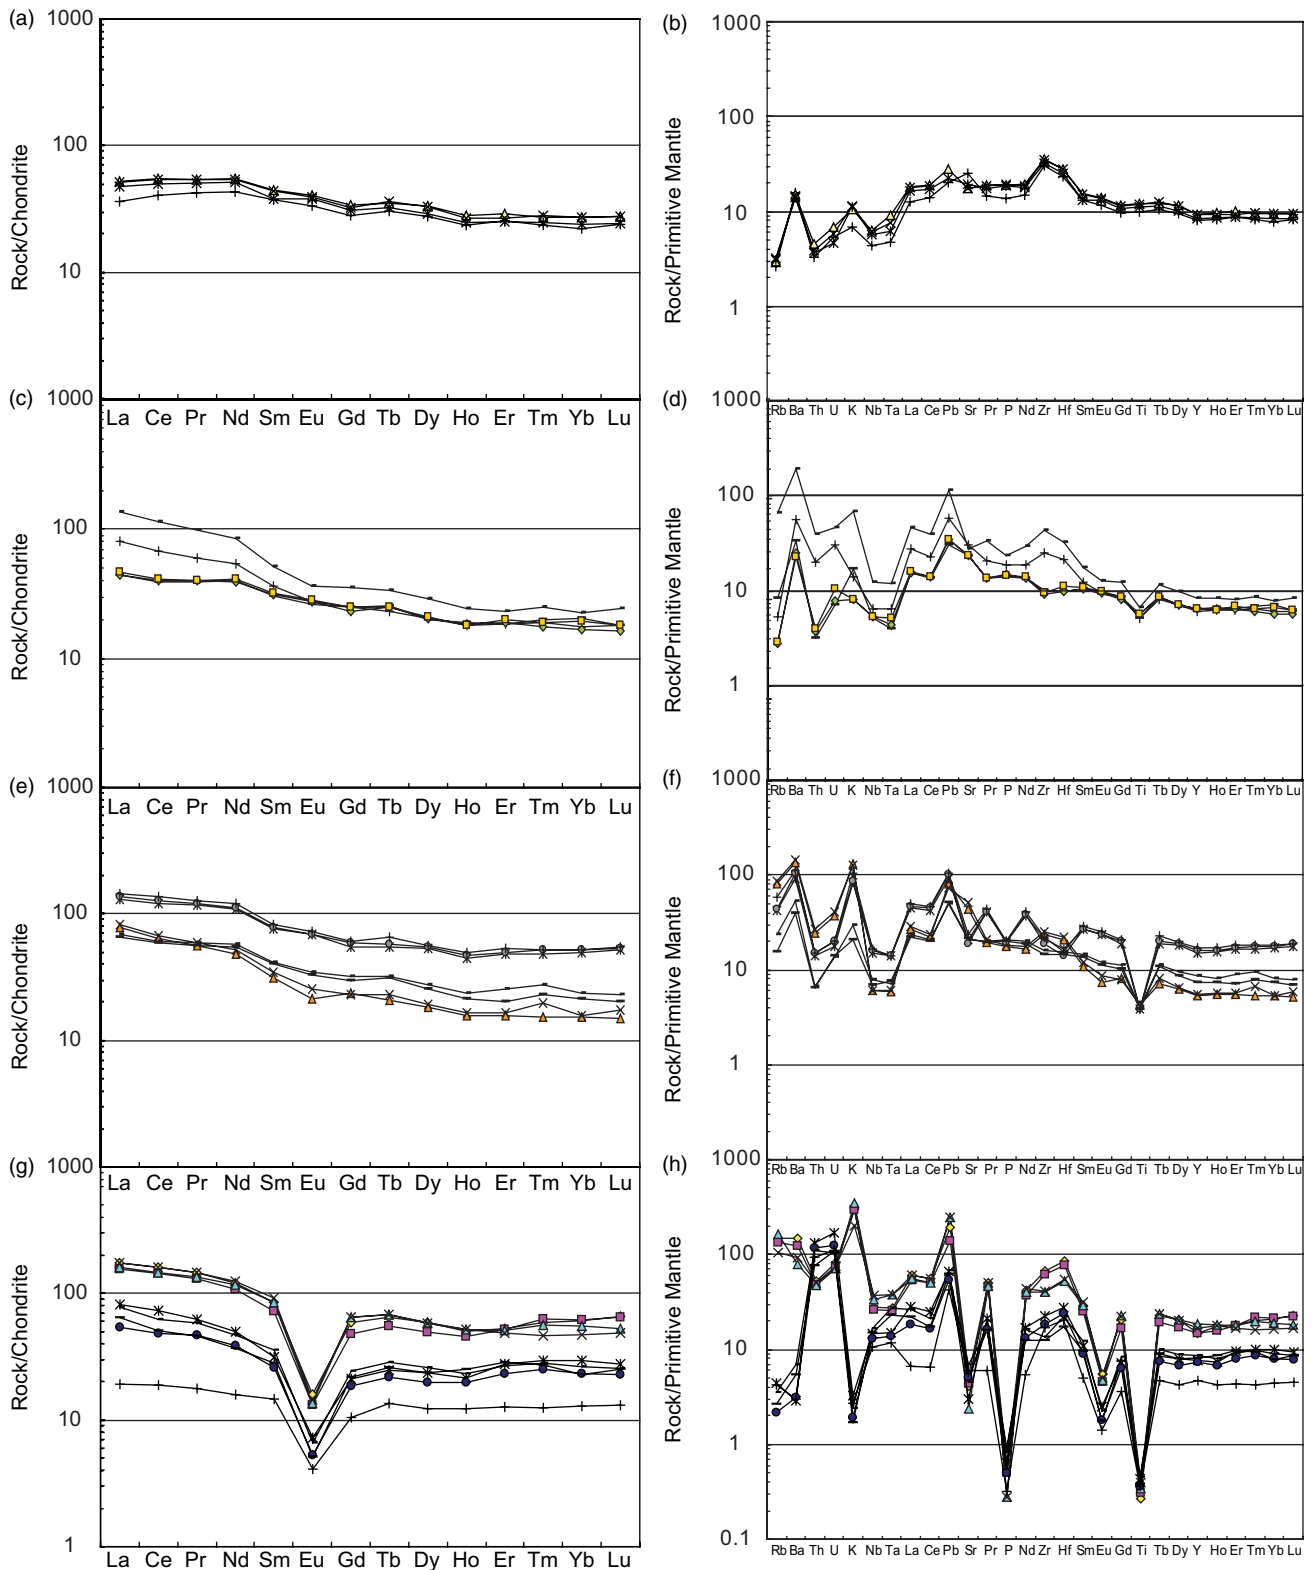 (a)
1000
100
10
Rock/Chondrite
La Ce Pr Nd Sm Eu Gd Tb Dy Ho Er Tm Yb Lu
(b)
1000
100
10
1
Rock/Primitive Mantle
Rb Ba Th U K Nb Ta La Ce Pb Sr Pr P Nd Zr Hf Sm Eu Gd Ti Tb Dy Y Ho Er Tm Yb Lu
(c)
1000
100
10
Rock/Chondrite
La Ce Pr Nd Sm Eu Gd Tb Dy Ho Er Tm Yb Lu
(d)
1000
100
10
1
Rock/Primitive Mantle
Rb Ba Th U K Nb Ta La Ce Pb Sr Pr P Nd Zr Hf Sm Eu Gd Ti Tb Dy Y Ho Er Tm Yb Lu
(e)
1000
100
10
Rock/Chondrite
La Ce Pr Nd Sm Eu Gd Tb Dy Ho Er Tm Yb Lu
(f)
1000
100
10
1
Rock/Primitive Mantle
Rb Ba Th U K Nb Ta La Ce Pb Sr Pr P Nd Zr Hf Sm Eu Gd Ti Tb Dy Y Ho Er Tm Yb Lu
(g)
1000
100
10
1
Rock/Chondrite
La Ce Pr Nd Sm Eu Gd Tb Dy Ho Er Tm Yb Lu
(h)
1000
100
10
1
0.1
Rock/Primitive Mantle
Rb Ba Th U K Nb Ta La Ce Pb Sr Pr P Nd Zr Hf Sm Eu Gd Ti Tb Dy Y Ho Er Tm Yb Lu